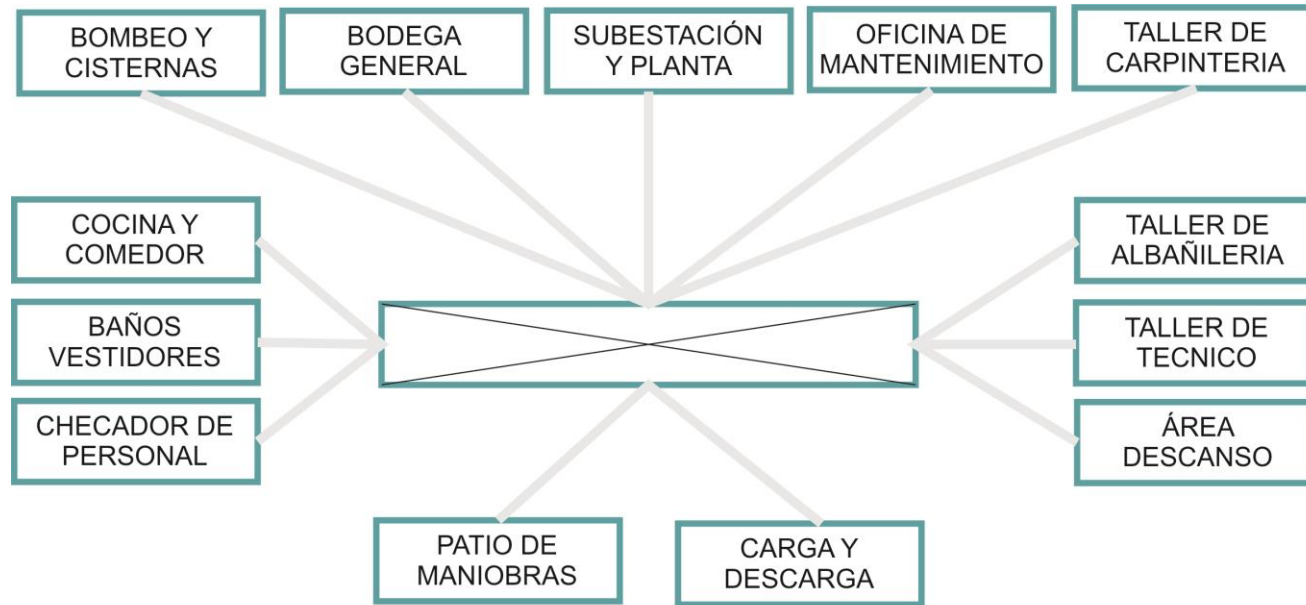 BOMBEO Y
CISTERNAS
BODEGA
GENERAL
SUBESTACIÓN
Y PLANTA
OFICINA DE
MANTENIMIENTO
TALLER DE
CARPINTERIA
COCINA Y
COMEDOR
BAÑOS
VESTIDORES
CHECADOR DE
PERSONAL
TALLER DE
ALBAÑILERIA
TALLER DE
TECNICO
ÁREA
DESCANSO
PATIO DE
MANIOBRAS
CARGA Y
DESCARGA